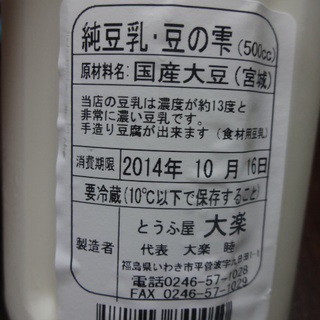 純豆乳・豆の雫(500cc)
原材料名:国産大豆(宮城)
当店の豆乳は濃度が約13度と
非常に濃い豆乳です。
手造り豆腐が出来ます(食材用豆乳)
消費期限 2014年 10月 16日
要冷蔵(10℃以下で保存すること)
とうふ屋 大楽
製造者 代表 大楽 睦
福島県いわき市平菅波字
電話0246-57-1028
FAX 0246-57-1029